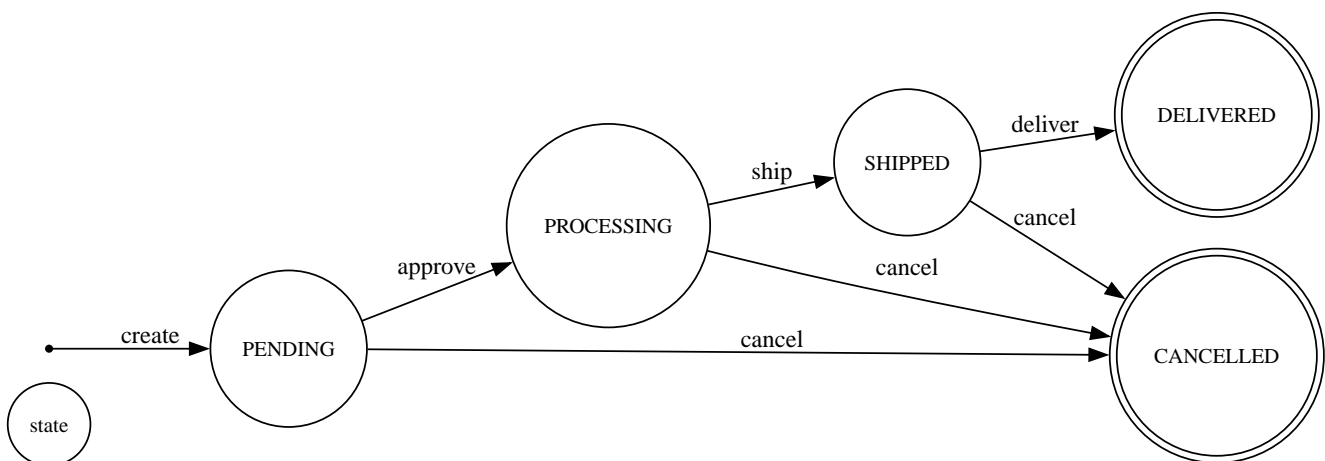 DELIVERED
deliver
SHIPPED
ship
cancel
PROCESSING
approve
cancel
create
PENDING
cancel
CANCELLED
state